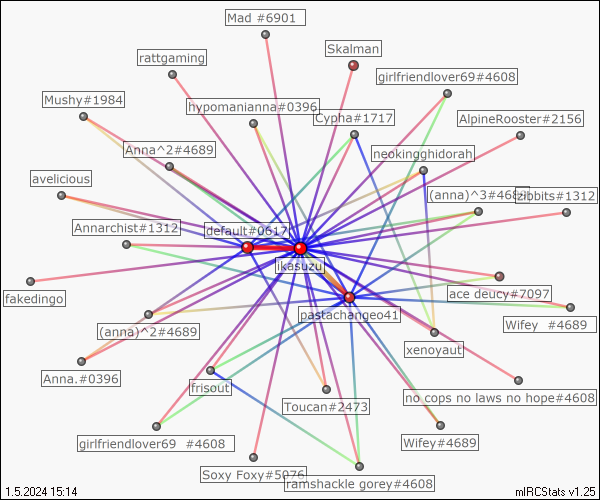 Mad #6901
Skalman
rattgaming
girlfriendlover69#4608
Mushy#1984
hypomanianna#0396
Cypha#1717
AlpineRooster#2156
Anna^2#4689
neokingghidorah
avelicious
(anna)^3#468
zibbits#1312
Annarchist#1312
default#0617
ikasuzu
fakedingo
ace deucy#7097
pastachangeo41
(anna)^2#4689
Wifey  #4689
xenoyaut
Anna.#0396
frisout
no cops no laws no hope#4608
Toucan#2473
girlfriendlover69  #4608
Wifey#4689
Soxy Foxy#5076
ramshackle gorey#4608
1.5.2024 15:14
mIRCStats v1.25